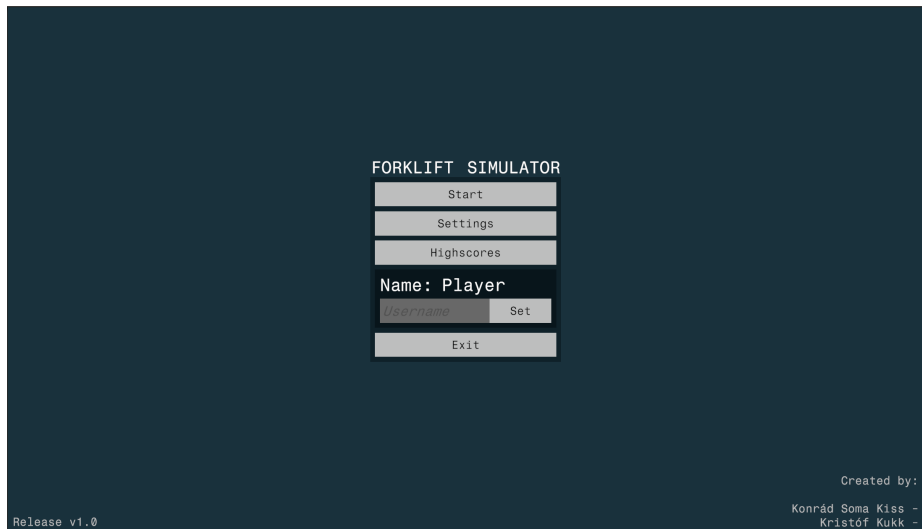 FORKLIFT SIMULATOR
Start
Settings
Highscores
Name: Player
Username
Set
Exit
Created by:
Konrád Soma Kiss -
Kristóf Kukk -
Release v1.0